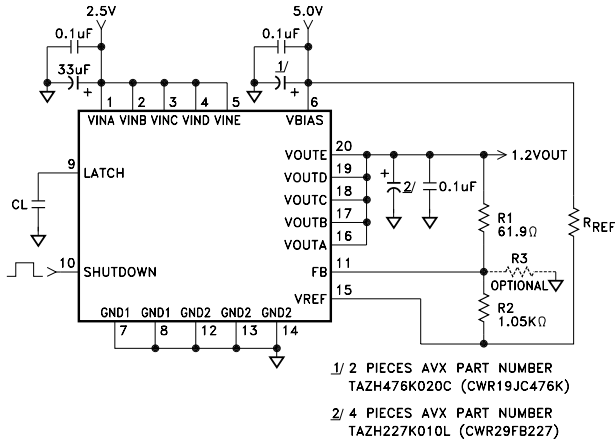 2.5V 5.0V
0.1uF 0.1uF
33uF + 1/ +
1 2 3 4 5 6
VINA VINB VINC VIND VINE VBIAS
VOUTE 20 1.2VOUT
9 LATCH
VOUTD 19 + 2/ 0.1uF
VOUTC 18
CL
VOUTB 17 R1
61.9Ω
RREF
VOUTA 16
10 SHUTDOWN FB 11 R3
OPTIONAL
VREF 15 R2
1.05KΩ
GND1 GND1 GND2 GND2 GND2
7 8 12 13 14
1/ 2 PIECES AVX PART NUMBER
TAZH476K020C (CWR19JC476K)
2/ 4 PIECES AVX PART NUMBER
TAZH227K010L (CWR29FB227)